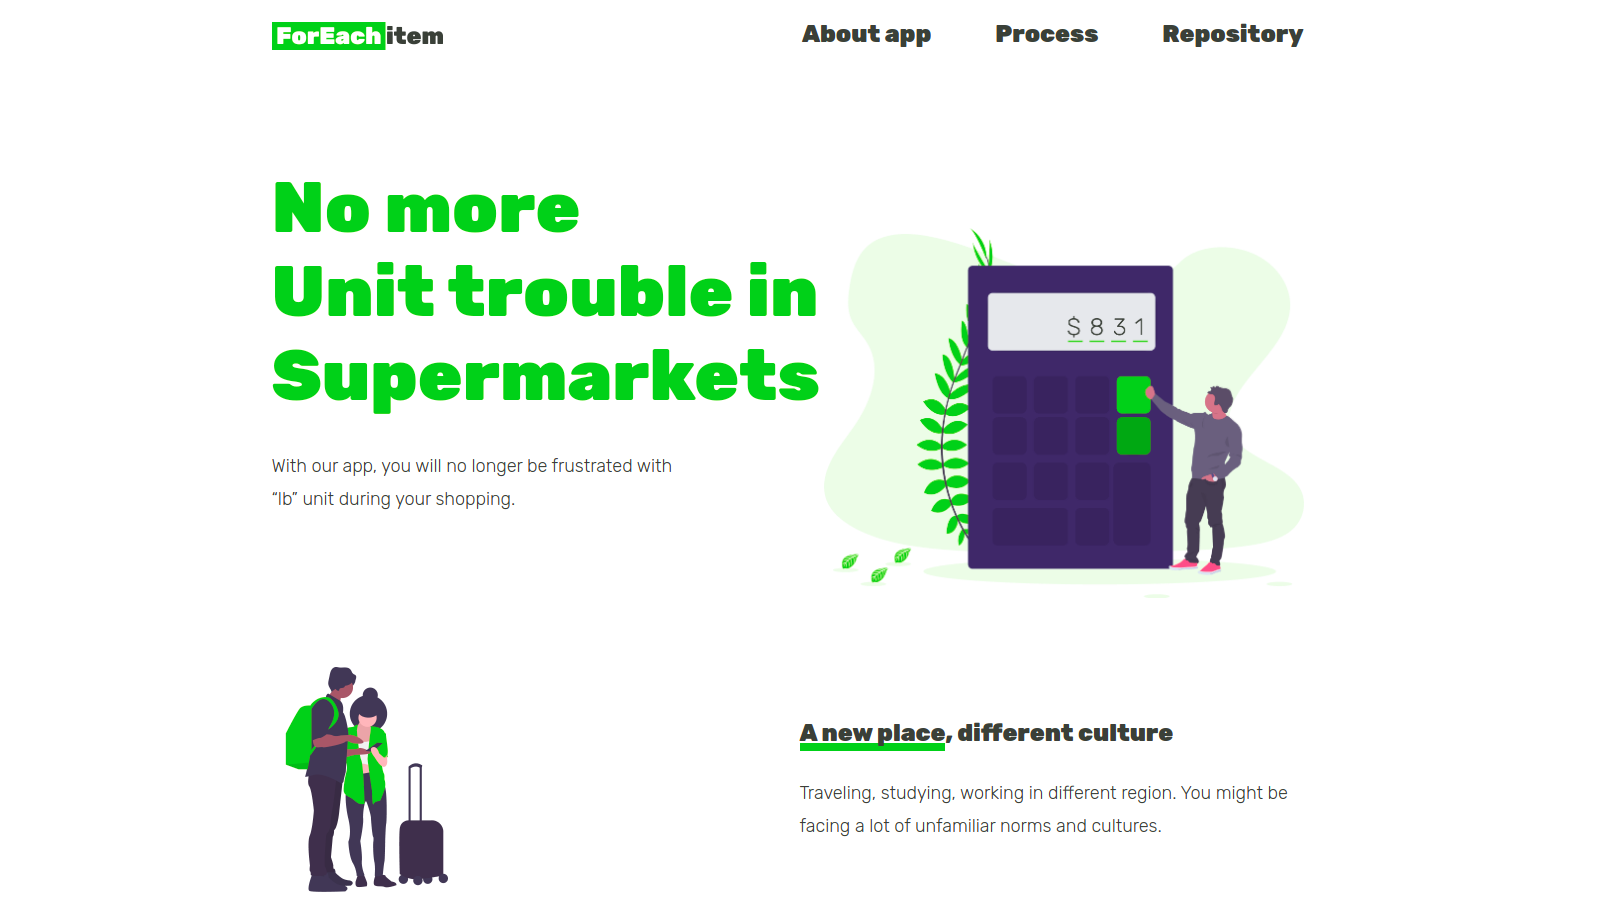 ForEach item
About app
Process
Repository
No more
Unit trouble in
Supermarkets
With our app, you will no longer be frustrated with
“lb” unit during your shopping.
$ 8 3 1
A new place, different culture
Traveling, studying, working in different region. You might be
facing a lot of unfamiliar norms and cultures.